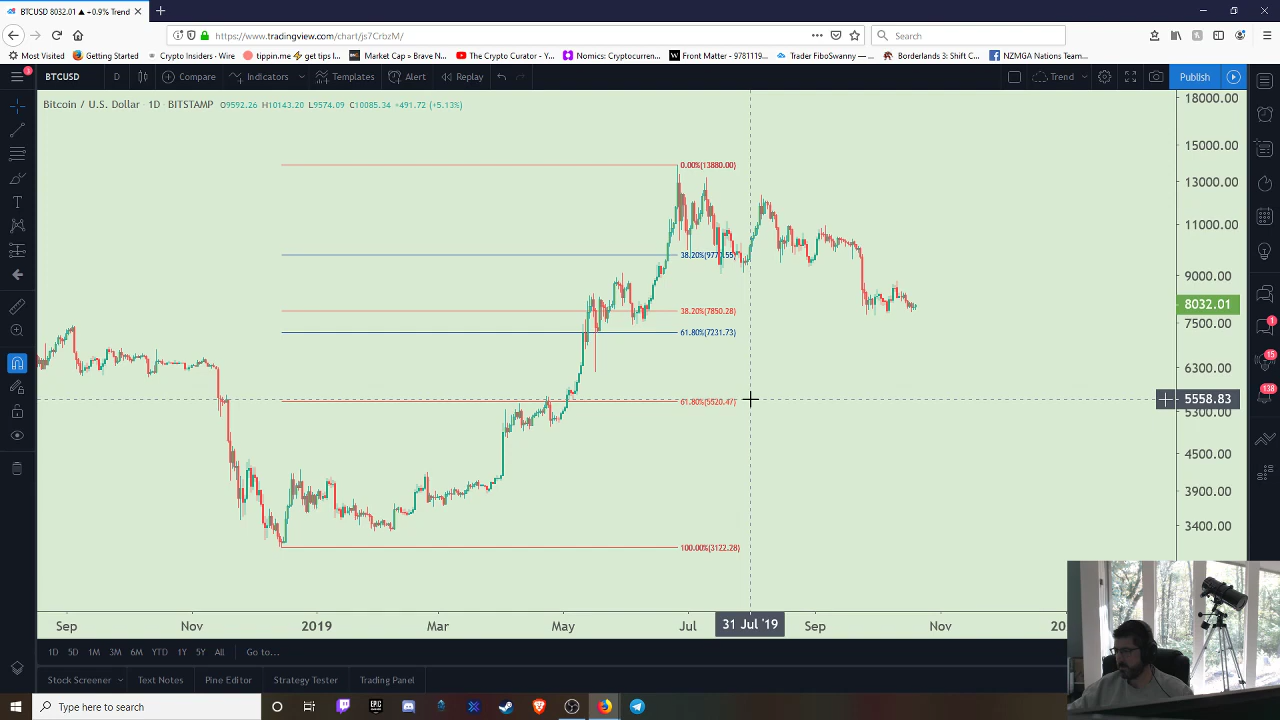 BTCUSD 8032.01 ▲ +0.9% Trend
https://www.tradingview.com/chart/js7CrbzM/
Search
Most Visited
Getting Started
Crypto Insiders - Wire
tippin.me ⚡ get tips I...
Market Cap — Brave N...
The Crypto Curator -...
Nomics: Cryptocurren...
Front Matter - 9781119...
Trader FiboSwanny —...
Borderlands 3: Shift C...
NZMGA Nations Team...
BTCUSD
D
Compare
Indicators
Templates
Alert
Replay
Trend
Publish
Bitcoin / U.S. Dollar · 1D · BITSTAMP O9592.26 H10143.20 L9574.09 C10085.34 +491.72 (+5.13%)
18000.00
15000.00
13000.00
11000.00
9000.00
8032.01
7500.00
6300.00
5558.83
5300.00
4500.00
3900.00
3400.00
0.00%(13880.00)
38.20%(7850.28)
61.80%(7231.73)
61.80%(5520.47)
100.00%(3122.28)
1
15
138
Sep
Nov
2019
Mar
May
Jul
31 Jul '19
Sep
Nov
1D 5D 1M 3M 6M YTD 1Y 5Y All Go to...
Stock Screener
Text Notes
Pine Editor
Strategy Tester
Trading Panel
Type here to search